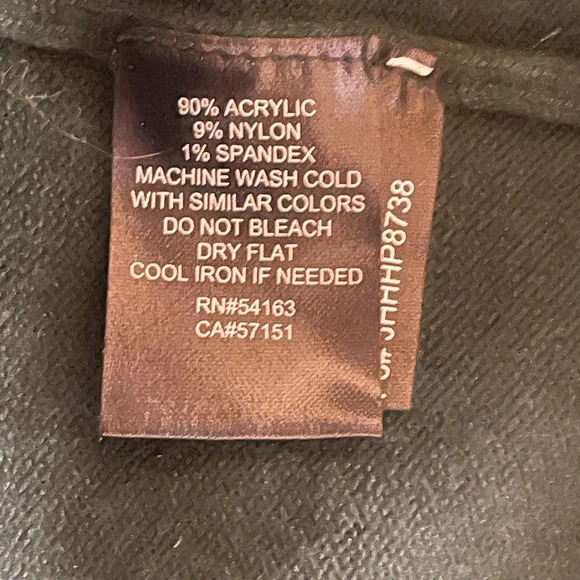 90% ACRYLIC
9% NYLON
1% SPANDEX
MACHINE WASH COLD
WITH SIMILAR COLORS
DO NOT BLEACH
DRY FLAT
COOL IRON IF NEEDED
RN#54163
CA#57151